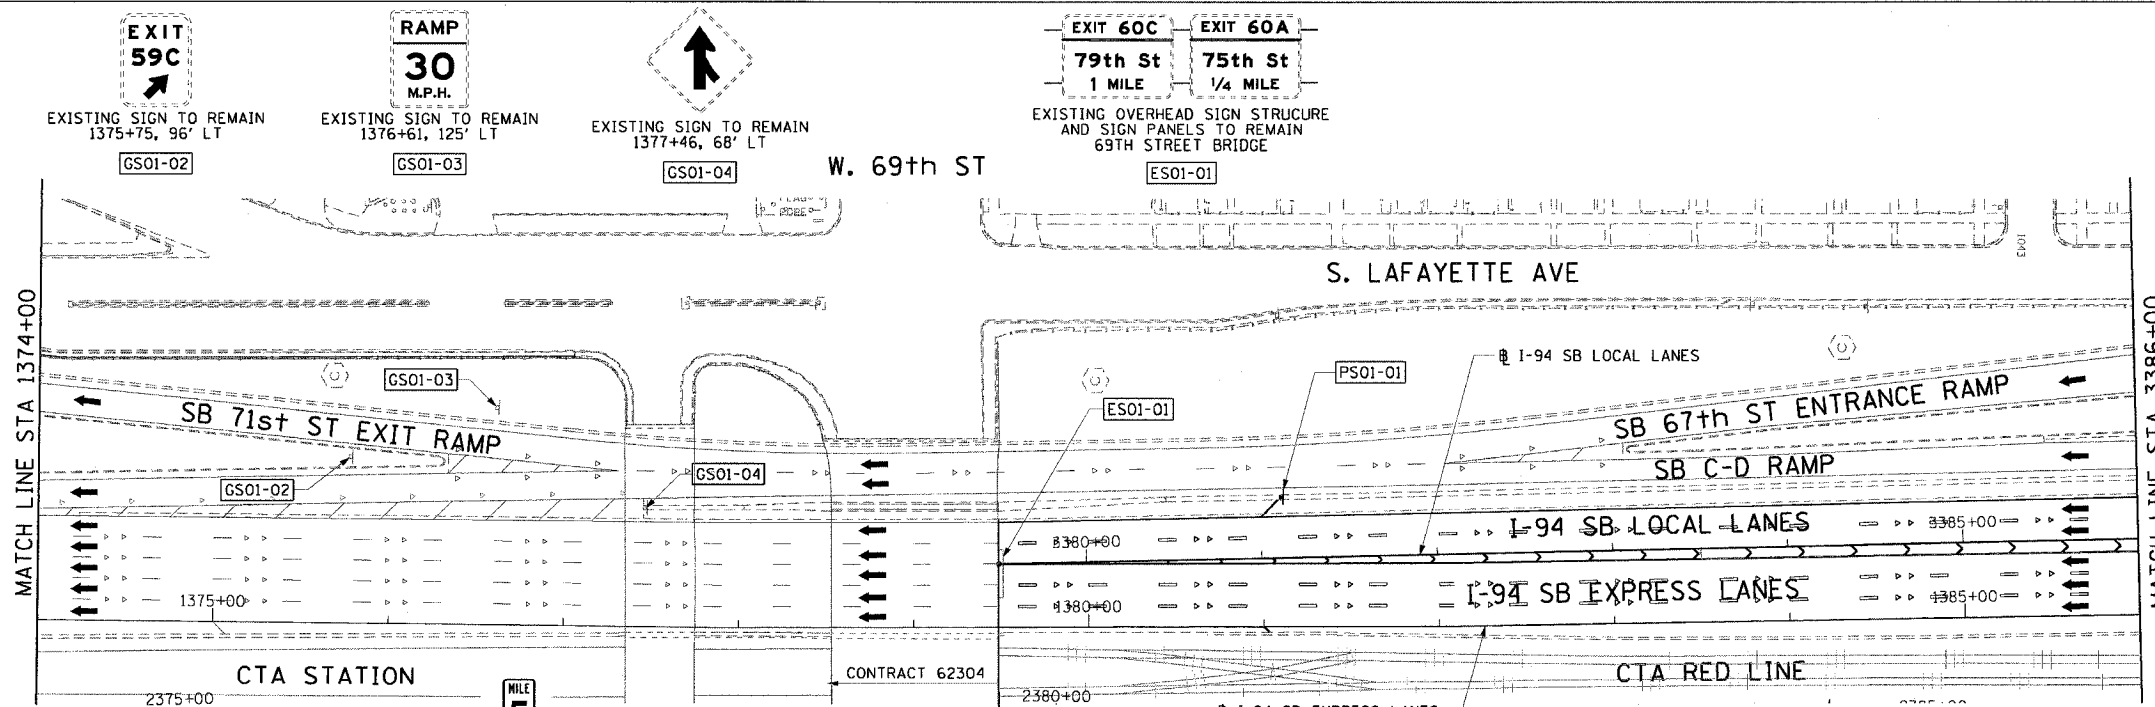 EXIT
59C
EXISTING SIGN TO REMAIN
1375+75, 96' LT
GS01-02
RAMP
30
M.P.H.
EXISTING SIGN TO REMAIN
1376+61, 125' LT
GS01-03
EXISTING SIGN TO REMAIN
1377+46, 68' LT
GS01-04
W. 69th ST
EXIT 60C
79th St
1 MILE
EXIT 60A
75th St
1/4 MILE
EXISTING OVERHEAD SIGN STRUCURE
AND SIGN PANELS TO REMAIN
69TH STREET BRIDGE
ES01-01
1043
S. LAFAYETTE AVE
MATCH LINE STA 1374+00
MATCH LINE STA 3386+00
GS01-03
PS01-01
I-94 SB LOCAL LANES
ES01-01
SB 71st ST EXIT RAMP
SB 67th ST ENTRANCE RAMP
GS01-04
SB C-D RAMP
GS01-02
I-94 SB LOCAL LANES
3380+00
3385+00
I-94 SB EXPRESS LANES
1375+00
1380+00
1385+00
CTA STATION
CONTRACT 62304
CTA RED LINE
2375+00
MILE
2380+00